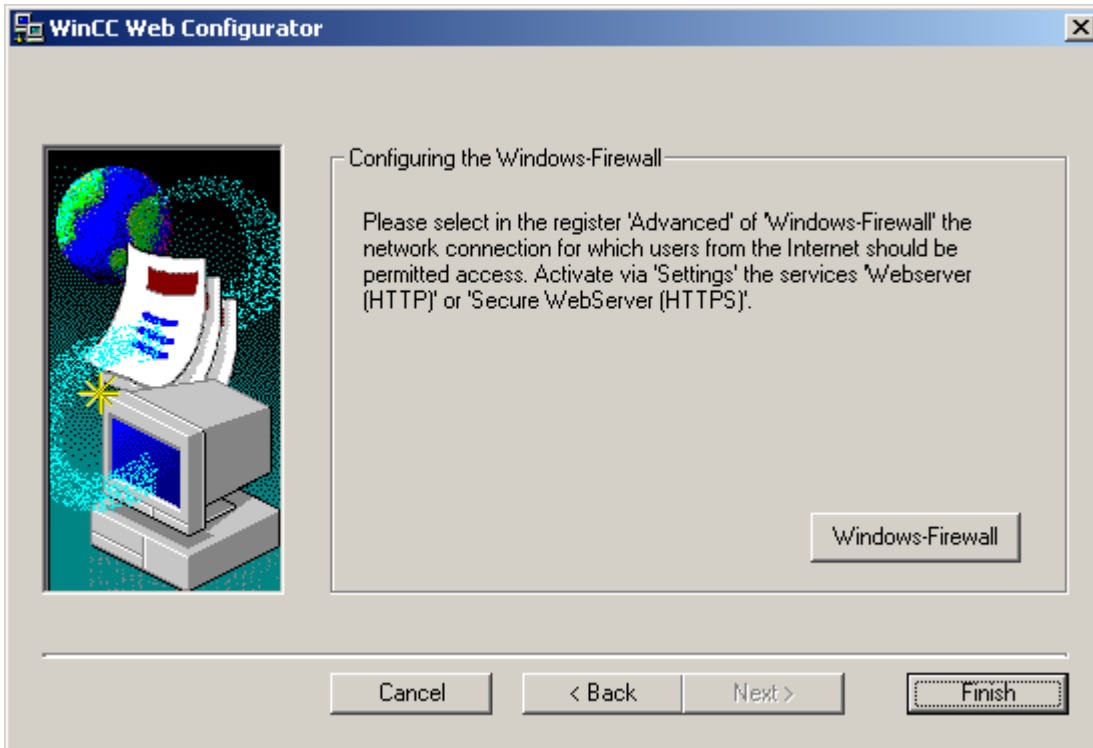 WinCC Web Configurator
Configuring the Windows-Firewall
Please select in the register 'Advanced' of 'Windows-Firewall' the
network connection for which users from the Internet should be
permitted access. Activate via 'Settings' the services 'Webserver
(HTTP)' or 'Secure WebServer (HTTPS)'.
Windows-Firewall
Cancel
< Back
Next >
Finish